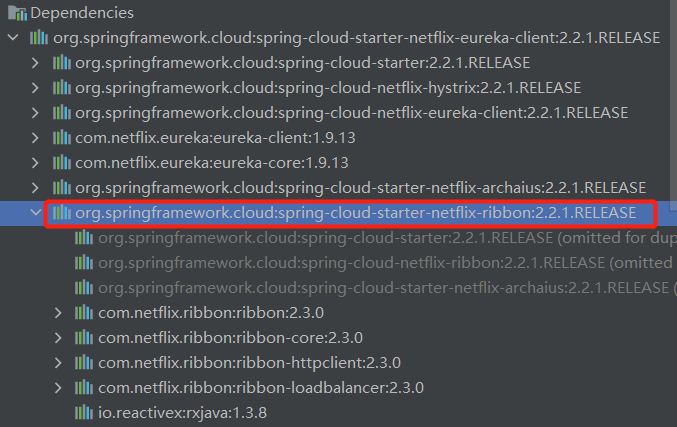 Dependencies
org.springframework.cloud:spring-cloud-starter-netflix-eureka-client:2.2.1.RELEASE
org.springframework.cloud:spring-cloud-starter:2.2.1.RELEASE
org.springframework.cloud:spring-cloud-netflix-hystrix:2.2.1.RELEASE
org.springframework.cloud:spring-cloud-netflix-eureka-client:2.2.1.RELEASE
com.netflix.eureka:eureka-client:1.9.13
com.netflix.eureka:eureka-core:1.9.13
org.springframework.cloud:spring-cloud-starter-netflix-archaius:2.2.1.RELEASE
org.springframework.cloud:spring-cloud-starter-netflix-ribbon:2.2.1.RELEASE
org.springframework.cloud:spring-cloud-starter:2.2.1.RELEASE (omitted for dup
org.springframework.cloud:spring-cloud-netflix-ribbon:2.2.1.RELEASE (omitted
org.springframework.cloud:spring-cloud-starter-netflix-archaius:2.2.1.RELEASE (
com.netflix.ribbon:ribbon:2.3.0
com.netflix.ribbon:ribbon-core:2.3.0
com.netflix.ribbon:ribbon-httpclient:2.3.0
com.netflix.ribbon:ribbon-loadbalancer:2.3.0
io.reactivex:rxjava:1.3.8